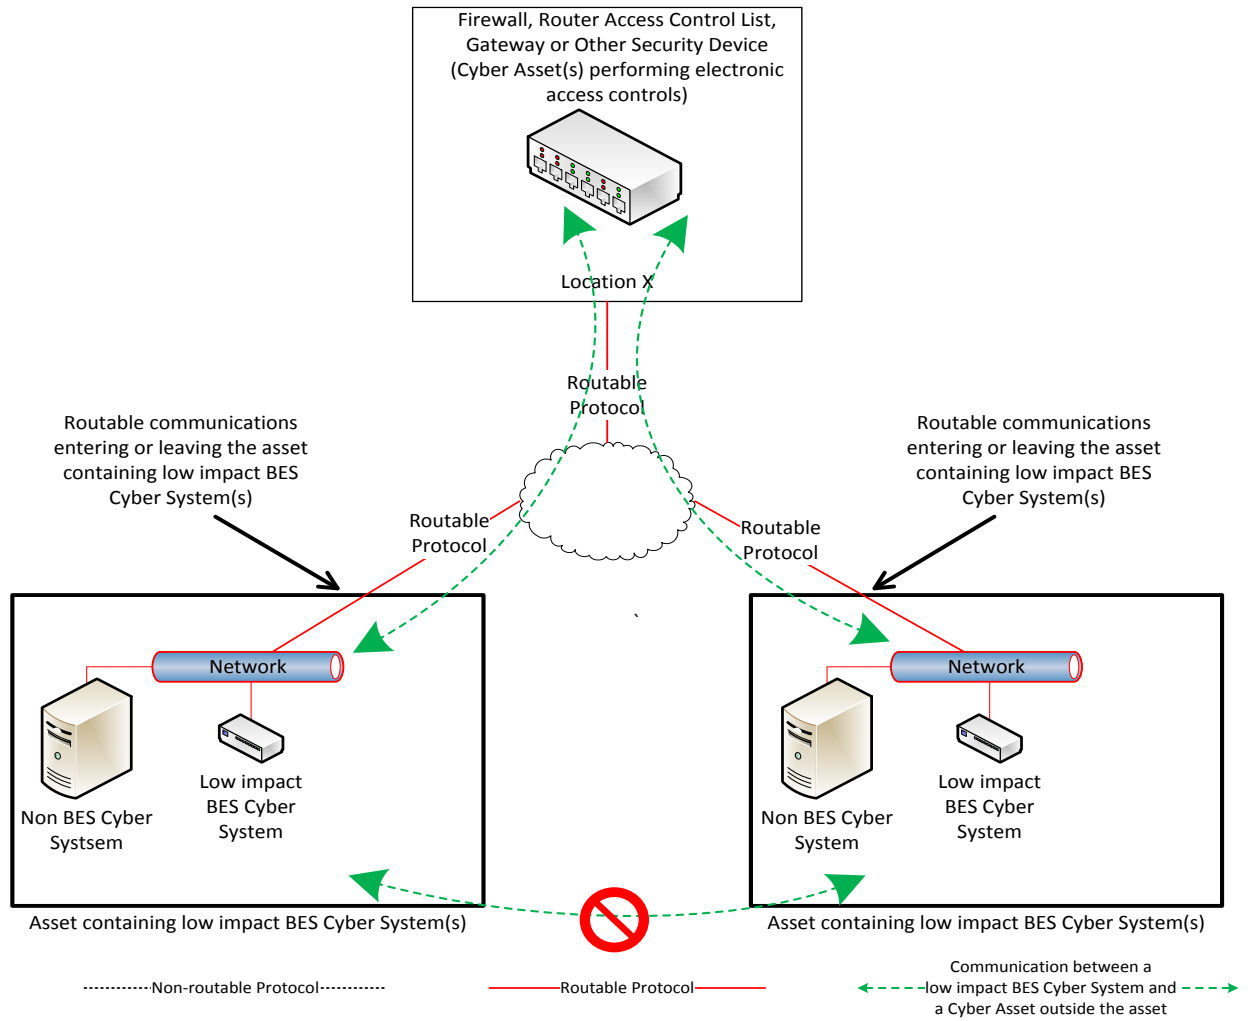 Firewall, Router Access Control List,
Gateway or Other Security Device
(Cyber Asset(s) performing electronic
access controls)
Location X
Routable
Protocol
Routable communications
entering or leaving the asset
containing low impact BES
Cyber System(s)
Routable communications
entering or leaving the asset
containing low impact BES
Cyber System(s)
Routable
Protocol
Routable
Protocol
`
Network
Non BES Cyber
Systsem
Low impact
BES Cyber
System
Network
Non BES Cyber
System
Low impact
BES Cyber
System
Asset containing low impact BES Cyber System(s)
Asset containing low impact BES Cyber System(s)
Non-routable Protocol
Routable Protocol
Communication between a
low impact BES Cyber System and
a Cyber Asset outside the asset